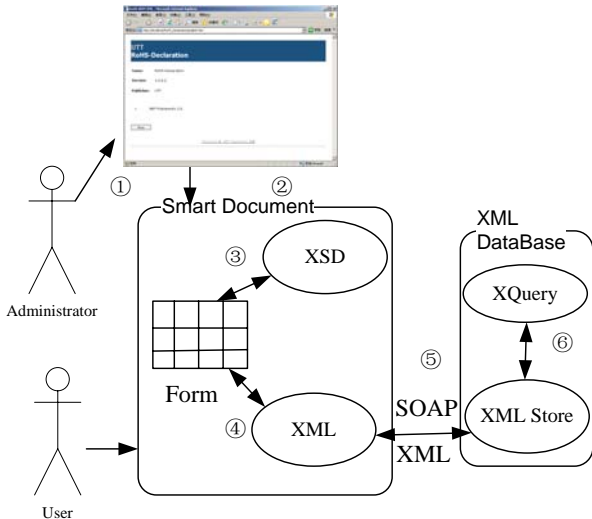 UTT
RoHS-Declaration
①
②
Administrator
Smart Document
③
XSD
Form
④
XML
User
⑤
SOAP
XML
XML
DataBase
XQuery
⑥
XML Store